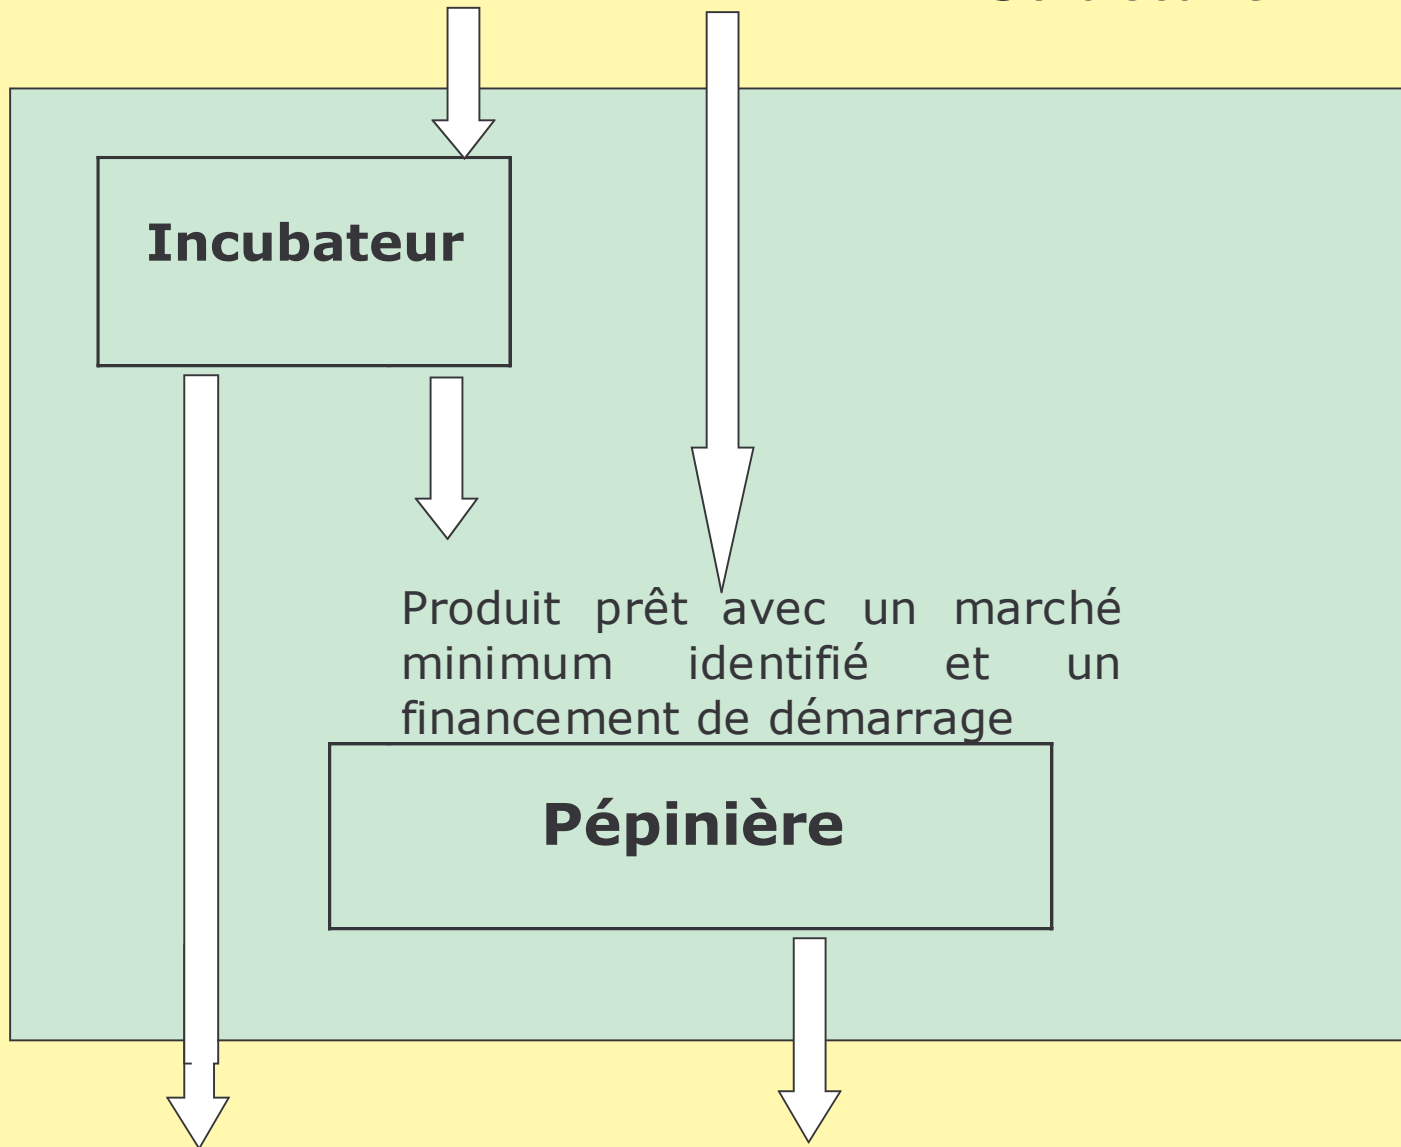 Incubateur
Produit prêt avec un marché
minimum identifié et un
financement de démarrage
Pépinière